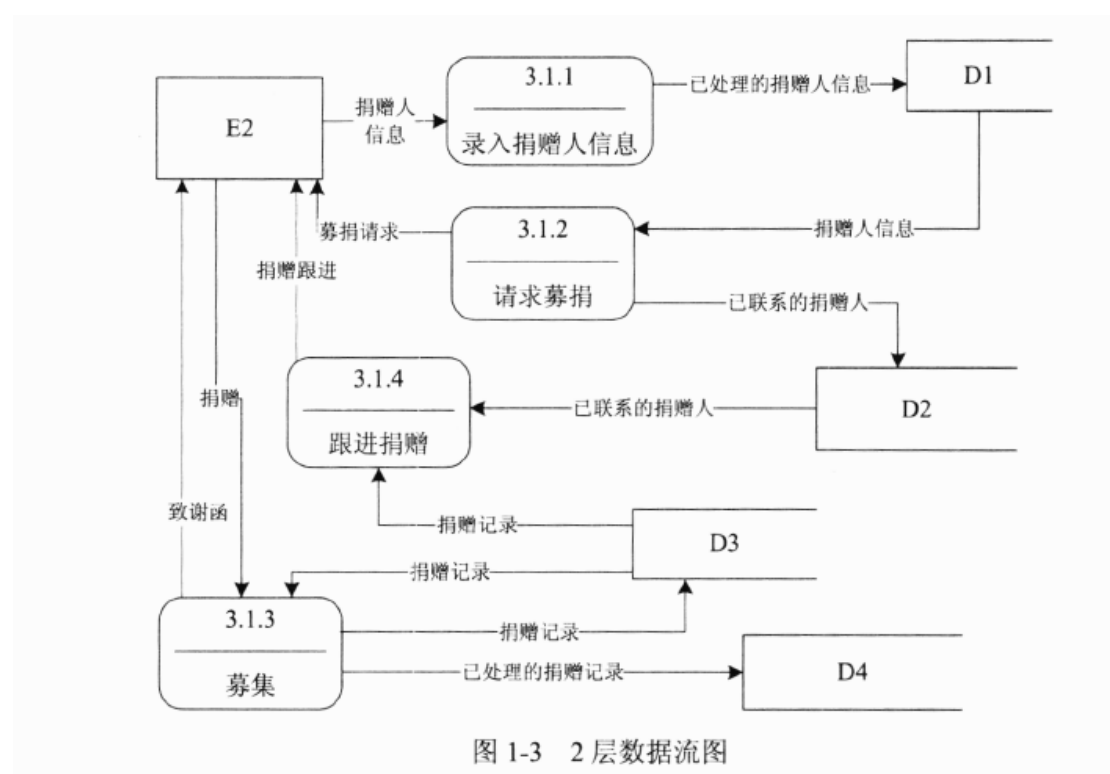 3.1.1
D1
已处理的捐赠人信息
E2
捐赠人
信息
录入捐赠人信息
3.1.2
募捐请求
捐赠人信息
捐赠跟进
请求募捐
已联系的捐赠人
3.1.4
捐赠
已联系的捐赠人
D2
跟进捐赠
致谢函
捐赠记录
D3
捐赠记录
3.1.3
捐赠记录
已处理的捐赠记录
D4
募集
图 1-3 2 层数据流图